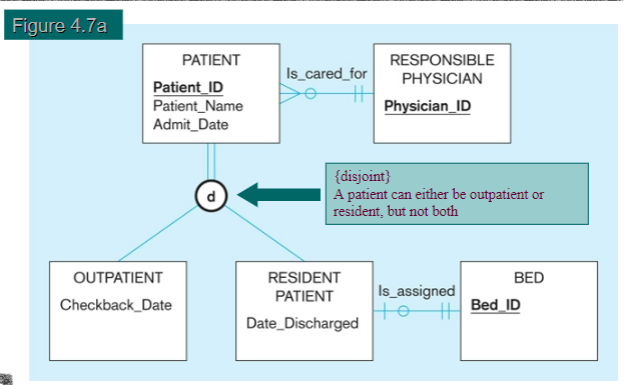 Figure 4.7a
PATIENT
Patient_ID
Patient_Name
Admit_Date
Is_cared_for
RESPONSIBLE
PHYSICIAN
Physician_ID
d
{disjoint}
A patient can either be outpatient or
resident, but not both
OUTPATIENT
Checkback_Date
RESIDENT
PATIENT
Date_Discharged
Is_assigned
BED
Bed_ID